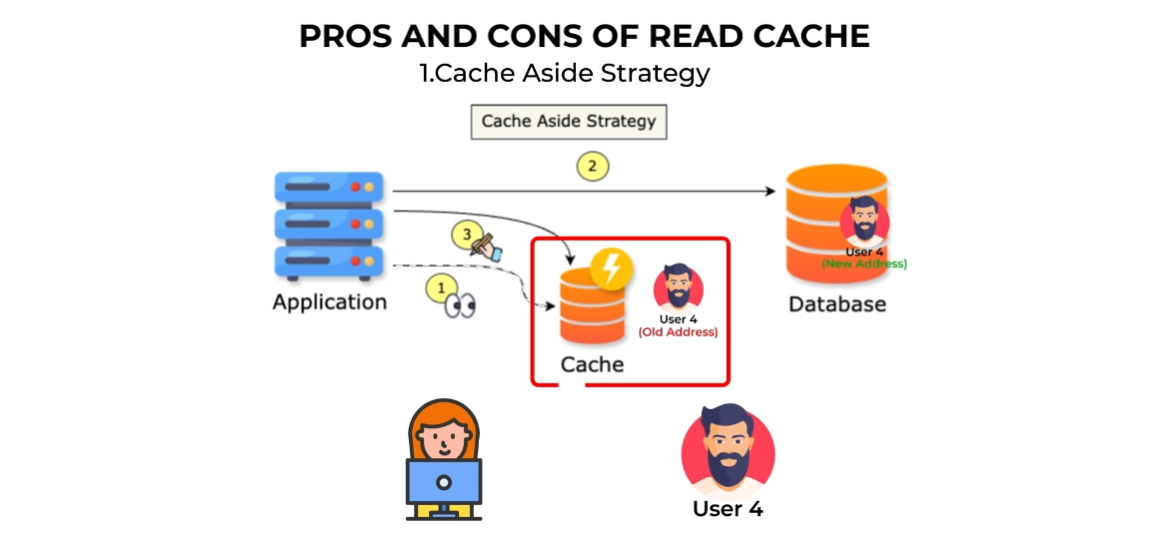 PROS AND CONS OF READ CACHE
1.Cache Aside Strategy
Cache Aside Strategy
2
3
1
Application
Cache
User 4
(Old Address)
User 4
(New Address)
Database
User 4